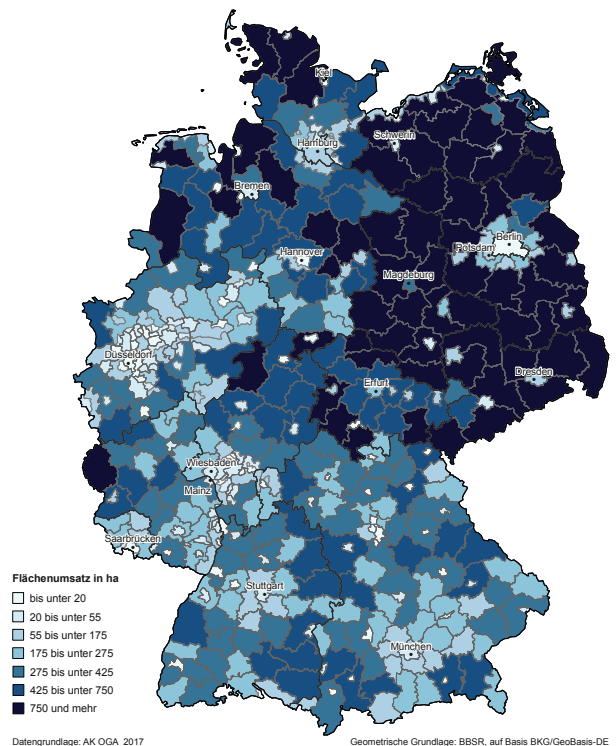 Kiel
Schwerin
Hamburg
Bremen
Berlin
Potsdam
Hannover
Magdeburg
Düsseldorf
Dresden
Erfurt
Wiesbaden
Mainz
Saarbrücken
Stuttgart
München
Flächenumsatz in ha
bis unter 20
20 bis unter 55
55 bis unter 175
175 bis unter 275
275 bis unter 425
425 bis unter 750
750 und mehr
Datengrundlage: AK OGA 2017
Geometrische Grundlage: BBSR, auf Basis BKG/GeoBasis-DE